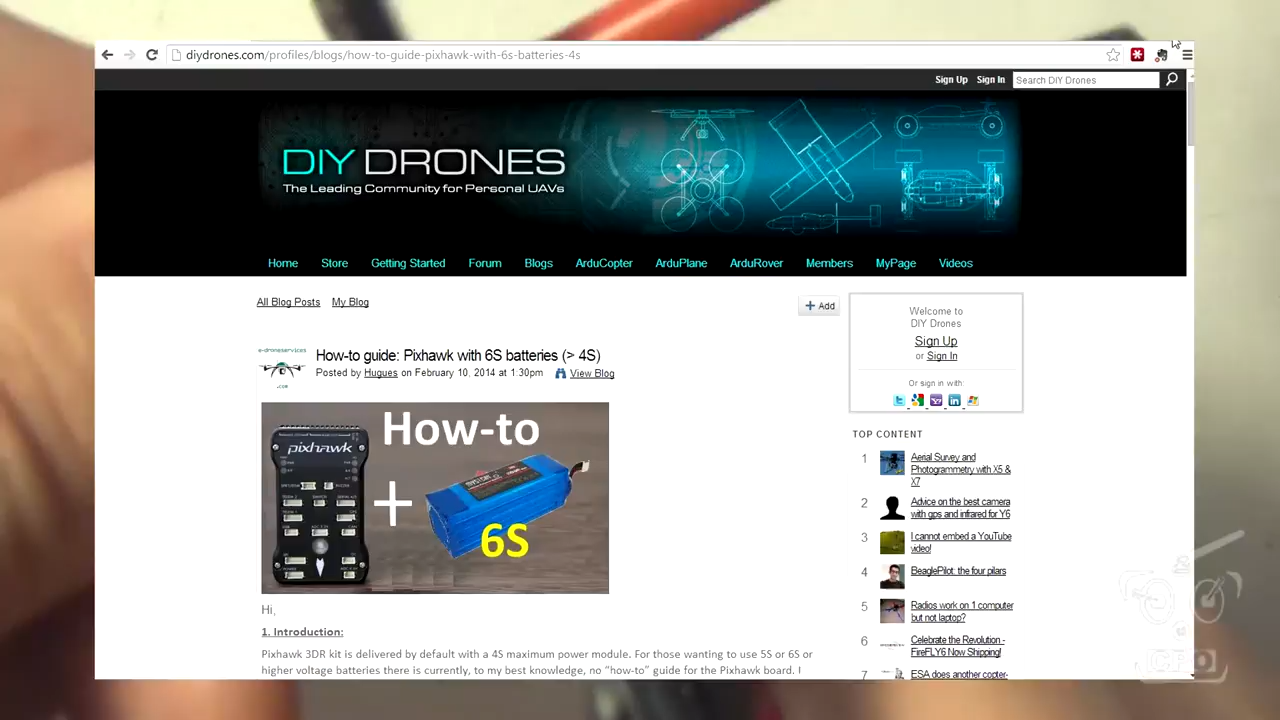 diydrones.com/profiles/blogs/how-to-guide-pixhawk-with-6s-batteries-4s
Sign Up Sign In Search DIY Drones
DIY DRONES
The Leading Community for Personal UAVs
Home Store Getting Started Forum Blogs ArduCopter ArduPlane ArduRover Members MyPage Videos
All Blog Posts My Blog
+ Add
e-droneservices
.com
How-to guide: Pixhawk with 6S batteries (> 4S)
Posted by Hugues on February 10, 2014 at 1:30pm View Blog
How-to
pixhawk
+
6S
Hi,
1. Introduction:
Pixhawk 3DR kit is delivered by default with a 4S maximum power module. For those wanting to use 5S or 6S or
higher voltage batteries there is currently, to my best knowledge, no “how-to” guide for the Pixhawk board. I
Welcome to
DIY Drones
Sign Up
or Sign In
Or sign in with:
TOP CONTENT
1 Aerial Survey and
Photogrammetry with X5 &
X7
2 Advice on the best camera
with gps and infrared for Y6
3 I cannot embed a YouTube
video!
4 BeaglePilot: the four pilars
5 Radios work on 1 computer
but not laptop?
6 Celebrate the Revolution -
FireFLY6 Now Shipping!
7 ESA does another copter-